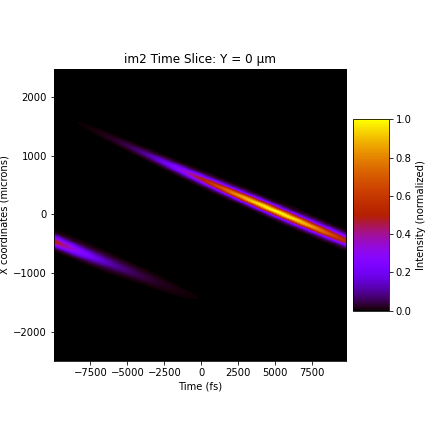 im2 Time Slice: Y = 0 μm
X coordinates (microns)
2000
1000
0
−1000
−2000
−7500 −5000 −2500 0 2500 5000 7500
Time (fs)
1.0
0.8
0.6
0.4
0.2
0.0
Intensity (normalized)